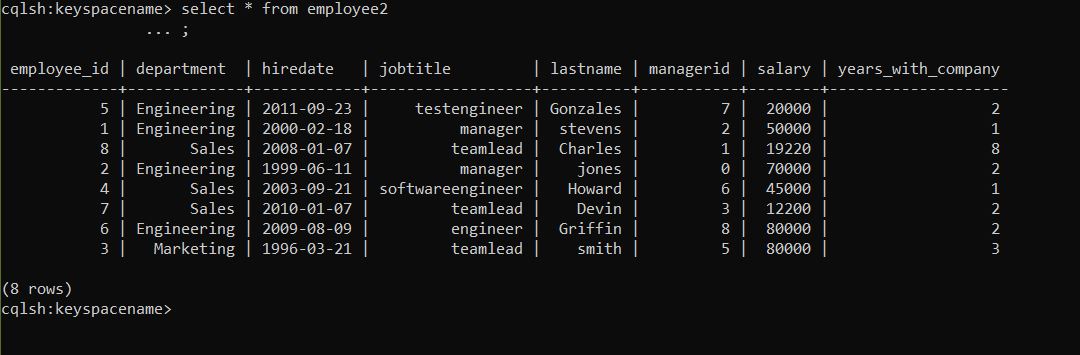 cqlsh:keyspacename> select * from employee2
               ... ;

 employee_id | department  | hiredate   | jobtitle         | lastname | managerid | salary | years_with_company
-------------+-------------+------------+------------------+----------+-----------+--------+--------------------
           5 | Engineering | 2011-09-23 |     testengineer | Gonzales |         7 |  20000 |                  2
           1 | Engineering | 2000-02-18 |          manager |  stevens |         2 |  50000 |                  1
           8 |       Sales | 2008-01-07 |         teamlead |  Charles |         1 |  19220 |                  8
           2 | Engineering | 1999-06-11 |          manager |    jones |         0 |  70000 |                  2
           4 |       Sales | 2003-09-21 | softwareengineer |   Howard |         6 |  45000 |                  1
           7 |       Sales | 2010-01-07 |         teamlead |    Devin |         3 |  12200 |                  2
           6 | Engineering | 2009-08-09 |         engineer |  Griffin |         8 |  80000 |                  2
           3 |   Marketing | 1996-03-21 |         teamlead |    smith |         5 |  80000 |                  3

(8 rows)
cqlsh:keyspacename>